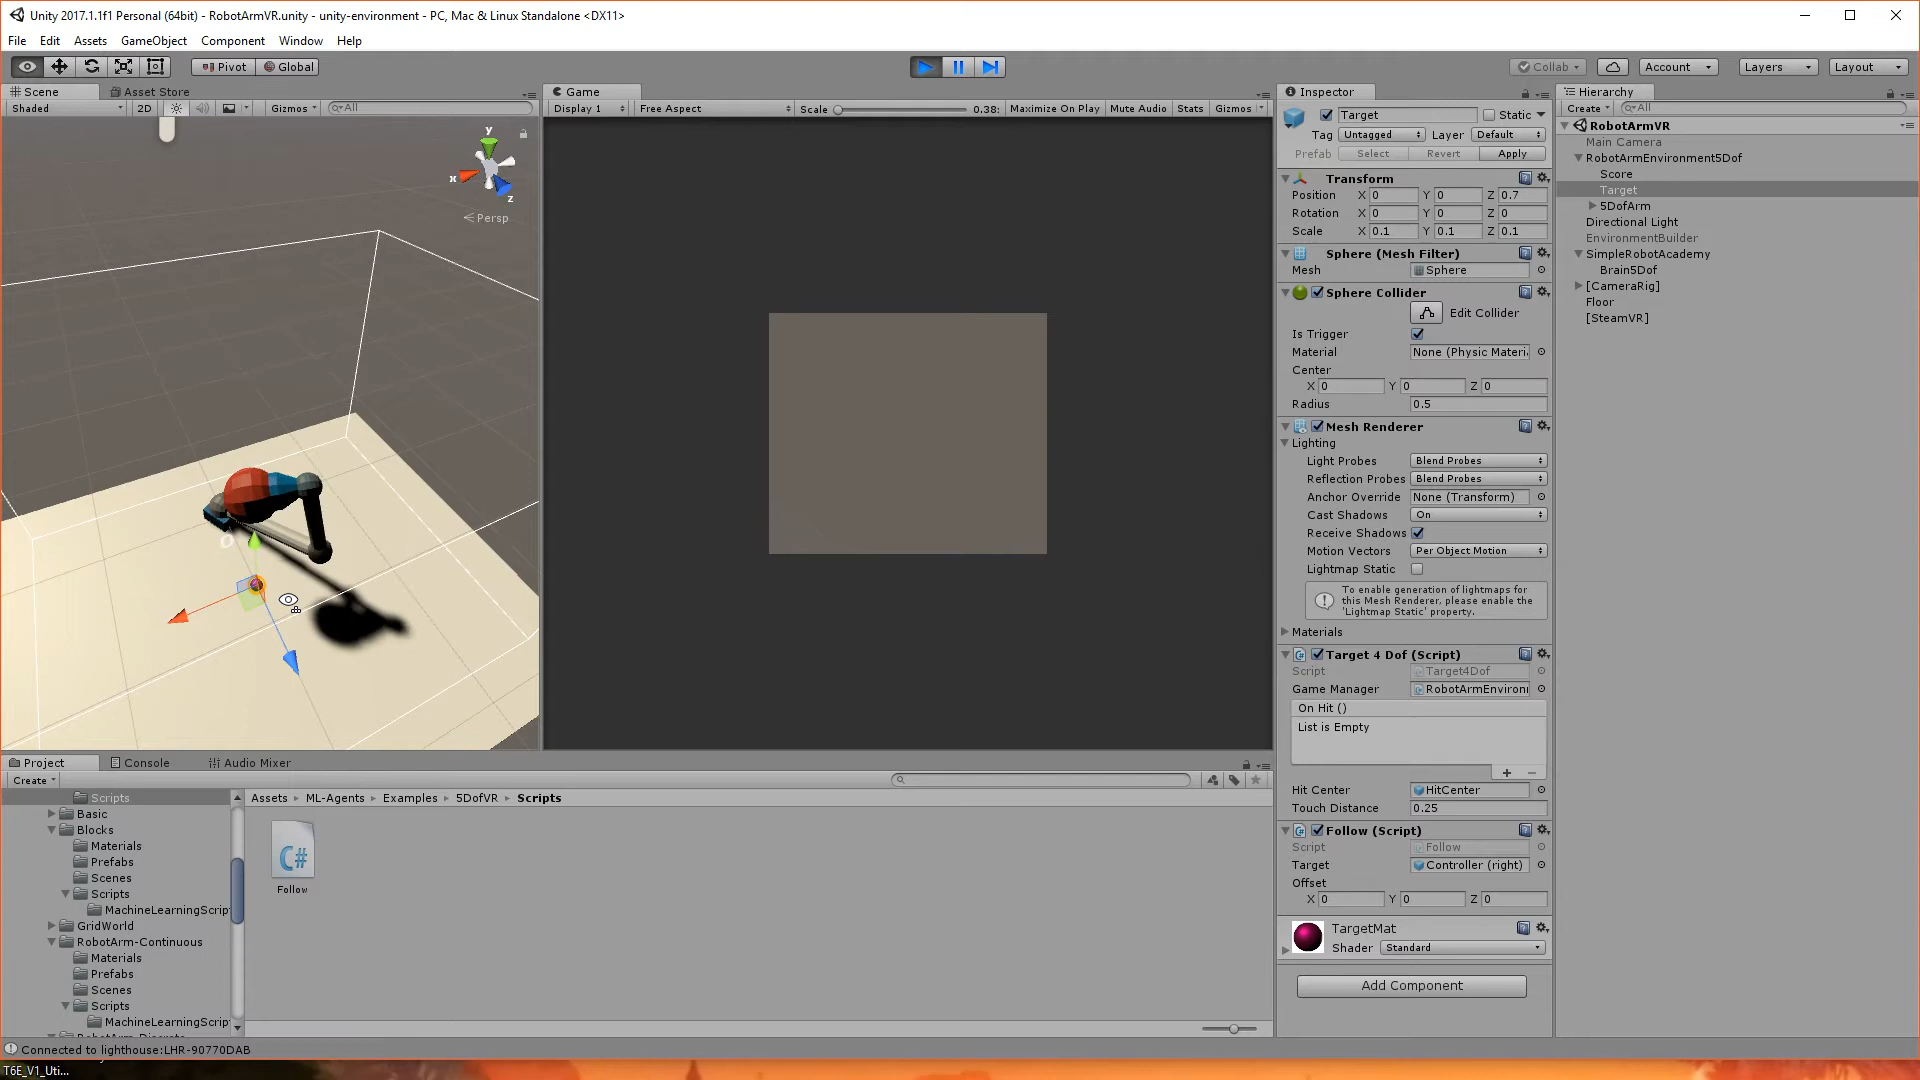 Unity 2017.1.1f1 Personal (64bit) - RobotArmVR.unity - unity-environment - PC, Mac & Linux Standalone <DX11>
File Edit Assets GameObject Component Window Help
Pivot Global Collab Account Layers Layout
Scene Asset Store
Shaded 2D Gizmos All
y
x
z
Persp
Game
Display 1 Free Aspect Scale 0.38: Maximize On Play Mute Audio Stats Gizmos
Inspector
Target Static
Tag Untagged Layer Default
Prefab Select Revert Apply
Transform
Position X 0 Y 0 Z 0.7
Rotation X 0 Y 0 Z 0
Scale X 0.1 Y 0.1 Z 0.1
Sphere (Mesh Filter)
Mesh Sphere
Sphere Collider
Edit Collider
Is Trigger
Material None (Physic Materi
Center
X 0 Y 0 Z 0
Radius 0.5
Mesh Renderer
Lighting
Light Probes Blend Probes
Reflection Probes Blend Probes
Anchor Override None (Transform)
Cast Shadows On
Receive Shadows
Motion Vectors Per Object Motion
Lightmap Static
To enable generation of lightmaps for
this Mesh Renderer, please enable the
'Lightmap Static' property.
Materials
Target 4 Dof (Script)
Script Target4Dof
Game Manager RobotArmEnviron
On Hit ()
List is Empty
Hit Center HitCenter
Touch Distance 0.25
Follow (Script)
Script Follow
Target Controller (right)
Offset
X 0 Y 0 Z 0
TargetMat
Shader Standard
Add Component
Hierarchy
Create All
RobotArmVR
Main Camera
RobotArmEnvironment5Dof
Score
Target
5DofArm
Directional Light
EnvironmentBuilder
SimpleRobotAcademy
Brain5Dof
[CameraRig]
Floor
[SteamVR]
Project Console Audio Mixer
Create
Scripts
Basic
Blocks
Materials
Prefabs
Scenes
Scripts
MachineLearningScrip
GridWorld
RobotArm-Continuous
Materials
Prefabs
Scenes
Scripts
MachineLearningScrip
RobotArm-Discrete
Assets ML-Agents Examples 5DofVR Scripts
C#
Follow
Connected to lighthouse:LHR-90770DAB
T6E_V1_Uti...